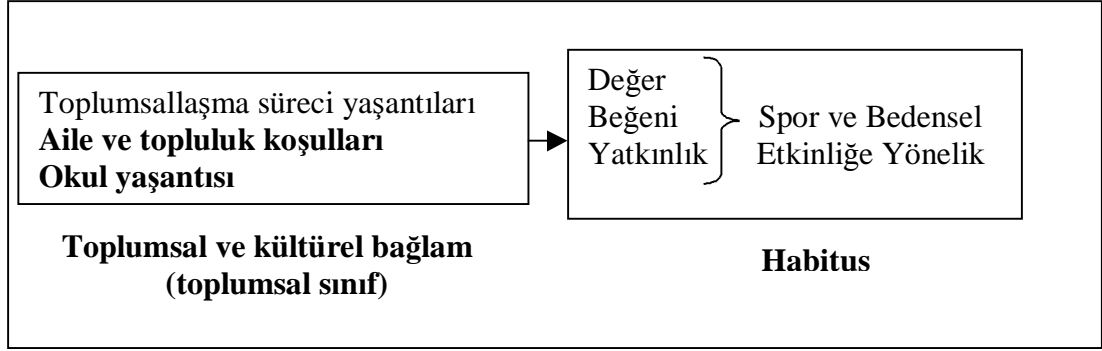 Toplumsallaşma süreci yaşantıları
Aile ve topluluk koşulları
Okul yaşantısı
Toplumsal ve kültürel bağlam
(toplumsal sınıf)
Değer
Beğeni
Yatkınlık
Spor ve Bedensel
Etkinliğe Yönelik
Habitus